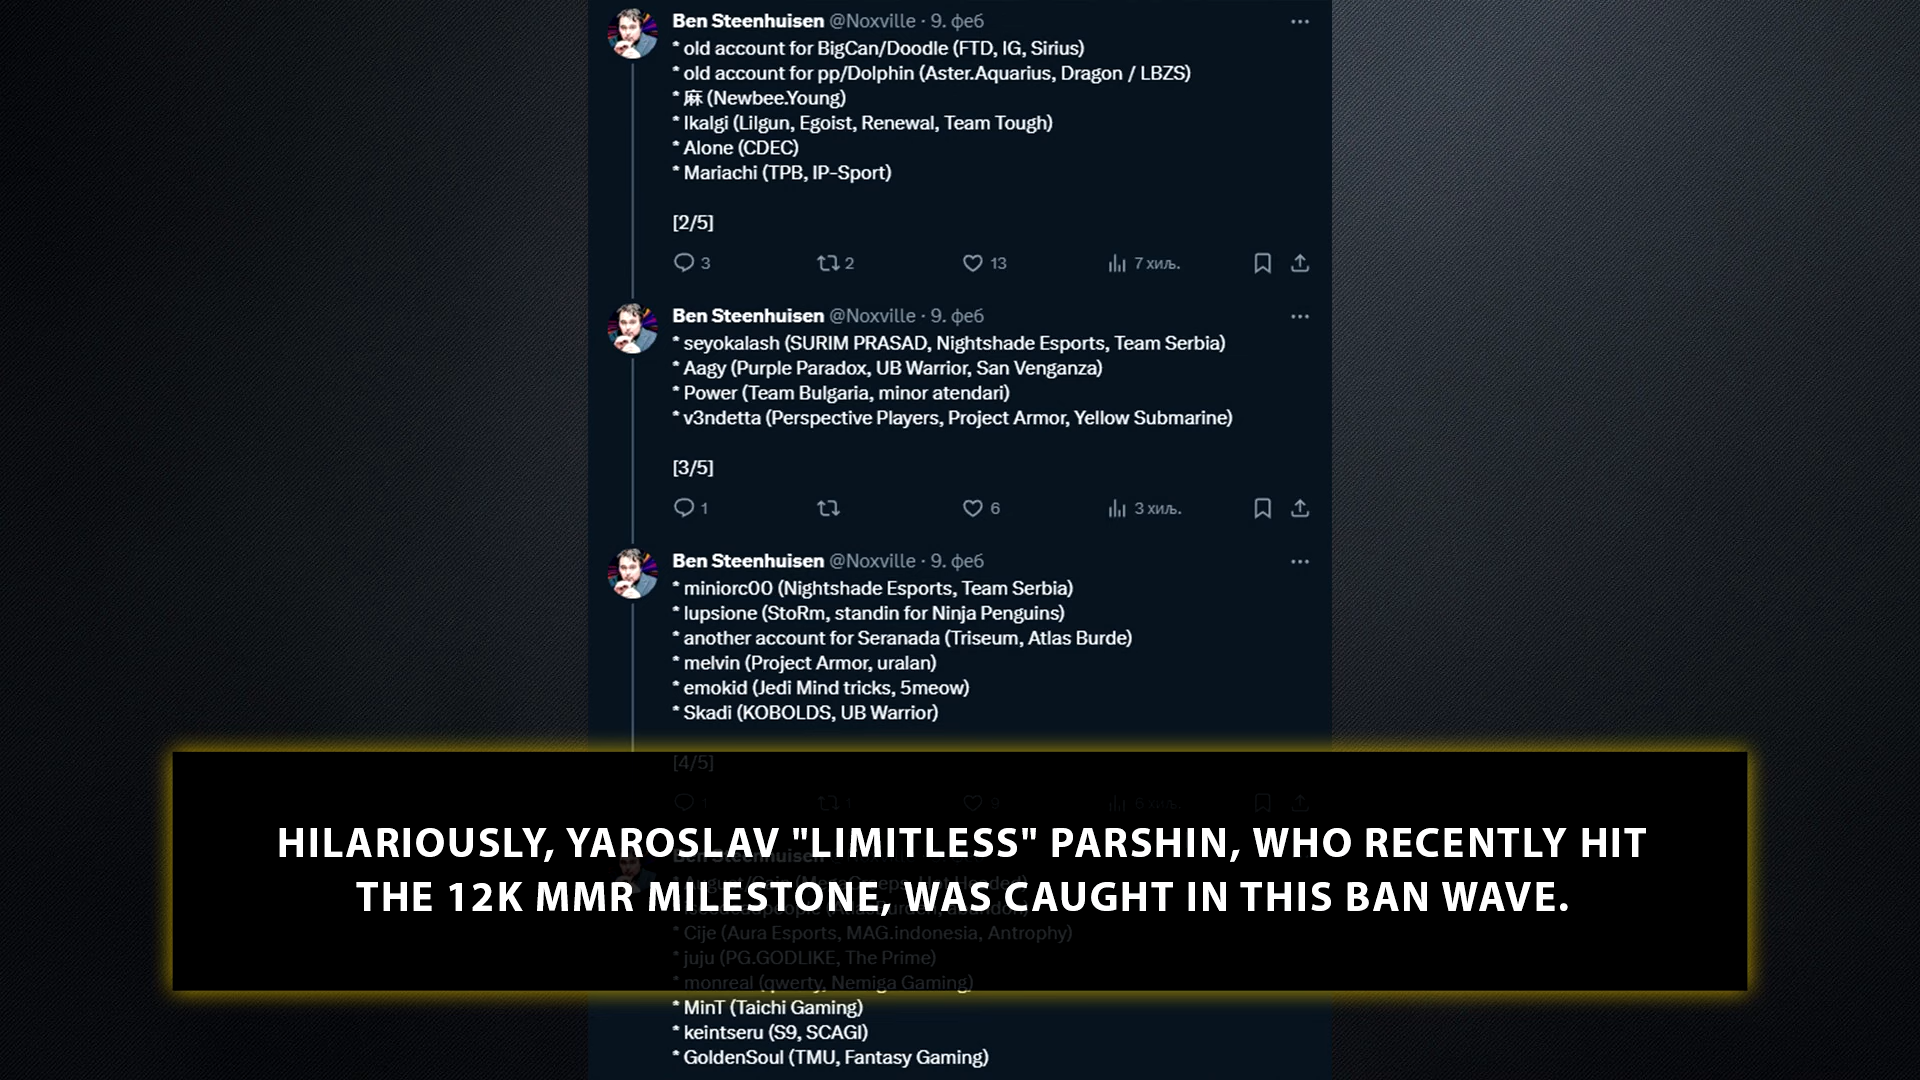 Ben Steenhuisen @Noxville · 9. феб
* old account for BigCan/Doodle (FTD, IG, Sirius)
* old account for pp/Dolphin (Aster.Aquarius, Dragon / LBZS)
* 麻 (Newbee.Young)
* Ikalgi (Lilgun, Egoist, Renewal, Team Tough)
* Alone (CDEC)
* Mariachi (TPB, IP-Sport)
[2/5]
3 2 13 7 хиљ.
Ben Steenhuisen @Noxville · 9. феб
* seyokalash (SURIM PRASAD, Nightshade Esports, Team Serbia)
* Aagy (Purple Paradox, UB Warrior, San Venganza)
* Power (Team Bulgaria, minor atendari)
* v3ndetta (Perspective Players, Project Armor, Yellow Submarine)
[3/5]
1 6 3 хиљ.
Ben Steenhuisen @Noxville · 9. феб
* miniorc00 (Nightshade Esports, Team Serbia)
* lupsione (StoRm, standin for Ninja Penguins)
* another account for Seranada (Triseum, Atlas Burde)
* melvin (Project Armor, uralan)
* emokid (Jedi Mind tricks, 5meow)
* Skadi (KOBOLDS, UB Warrior)
[4/5]
1 1 9 6 хиљ.
HILARIOUSLY, YAROSLAV "LIMITLESS" PARSHIN, WHO RECENTLY HIT
THE 12K MMR MILESTONE, WAS CAUGHT IN THIS BAN WAVE.
Ben Steenhuisen
* Cije (Aura Esports, MAG.indonesia, Antrophy)
* juju (PG.GODLIKE, The Prime)
* monreal (qwerty, Nemiga Gaming)
* MinT (Taichi Gaming)
* keintseru (S9, SCAGI)
* GoldenSoul (TMU, Fantasy Gaming)